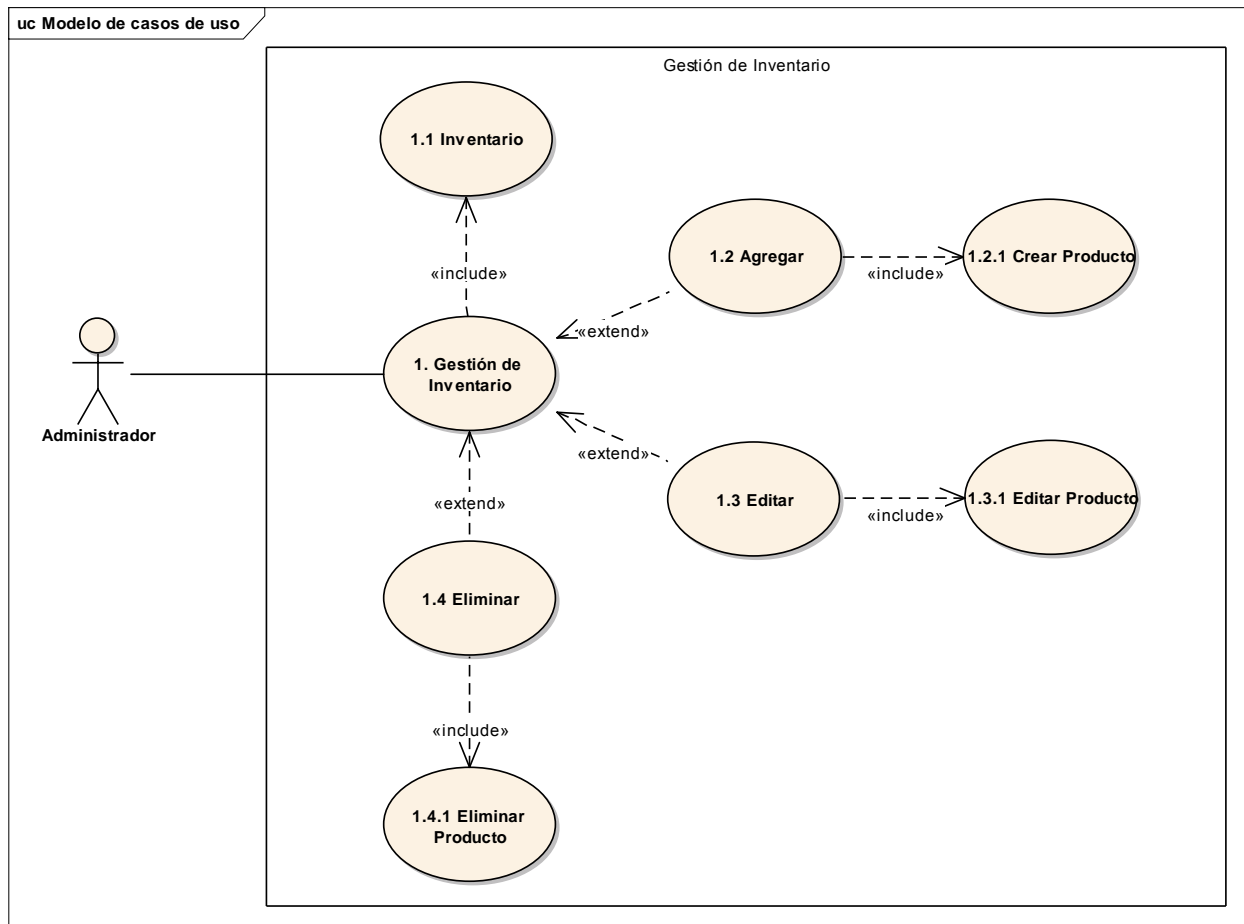 uc Modelo de casos de uso
Gestión de Inventario
1.1 Inventario
«include»
1.2 Agregar
«include»
1.2.1 Crear Producto
«extend»
1. Gestión de
Inventario
Administrador
«extend»
1.3 Editar
«include»
1.3.1 Editar Producto
«extend»
1.4 Eliminar
«include»
1.4.1 Eliminar
Producto